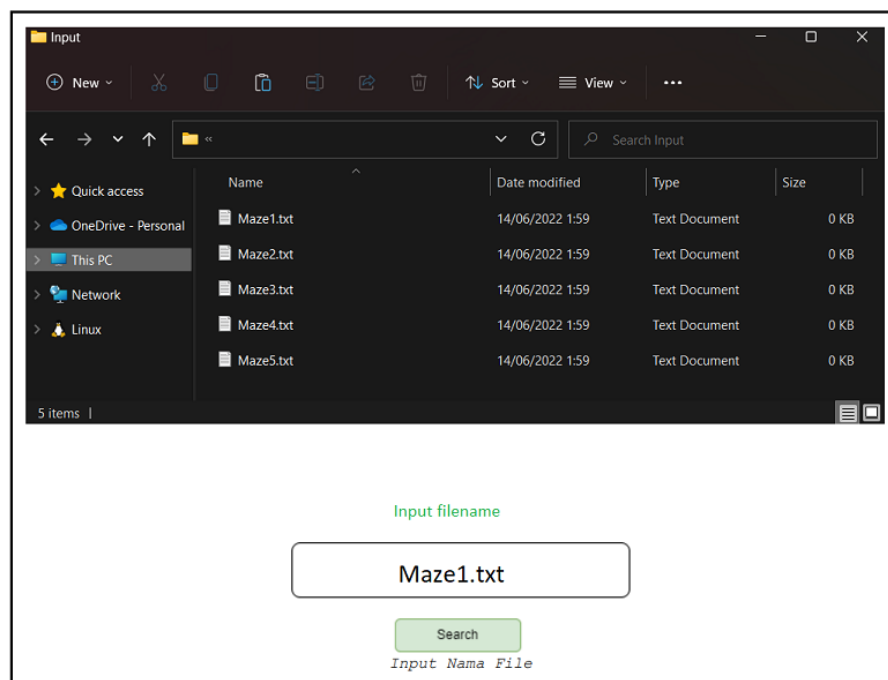 Input
New
Sort
View
«
Search Input
Quick access
OneDrive - Personal
This PC
Network
Linux
Name Date modified Type Size
Maze1.txt 14/06/2022 1:59 Text Document 0 KB
Maze2.txt 14/06/2022 1:59 Text Document 0 KB
Maze3.txt 14/06/2022 1:59 Text Document 0 KB
Maze4.txt 14/06/2022 1:59 Text Document 0 KB
Maze5.txt 14/06/2022 1:59 Text Document 0 KB
5 items
Input filename
Maze1.txt
Search
Input Nama File